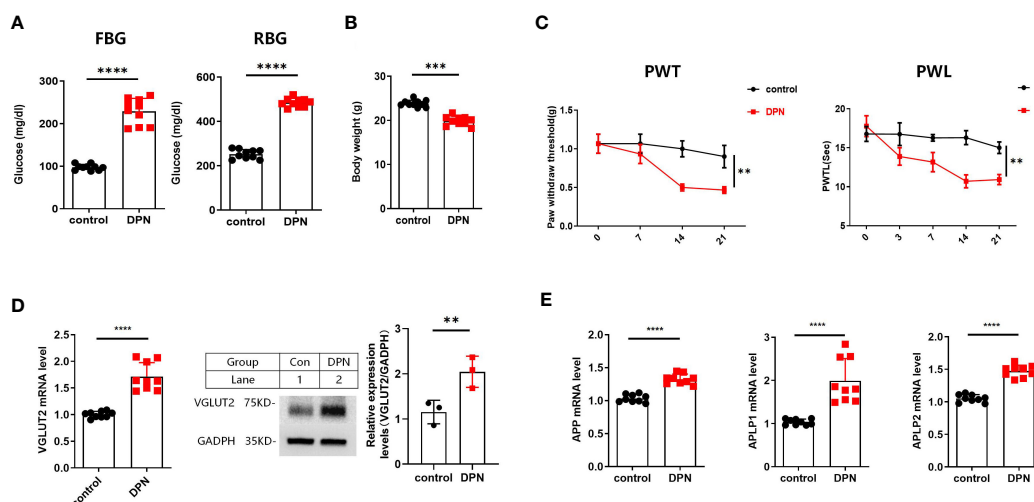 A
FBG
RBG
Glucose (mg/dl)
300
200
100
0
****
control
DPN
Glucose (mg/dl)
600
400
200
0
****
control
DPN
B
Body weight (g)
30
20
10
0
***
control
DPN
C
PWT
control
DPN
Paw withdraw threshold(g)
1.5
1.0
0.5
0.0
**
0
7
14
21
PWL
PWTL(Sec)
20
15
10
5
**
0
3
7
14
21
D
VGLUT2 mRNA level
2.5
2.0
1.5
1.0
0.5
0.0
****
control
DPN
Group Con DPN
Lane 1 2
VGLUT2 75KD-
GADPH 35KD-
Relative expression
levels (VGLUT2/GADPH)
4
3
2
1
0
**
control
DPN
E
APP mRNA level
2.0
1.5
1.0
0.5
0.0
****
control
DPN
APLP1 mRNA level
3
2
1
0
****
control
DPN
APLP2 mRNA level
2.0
1.5
1.0
0.5
0.0
****
control
DPN